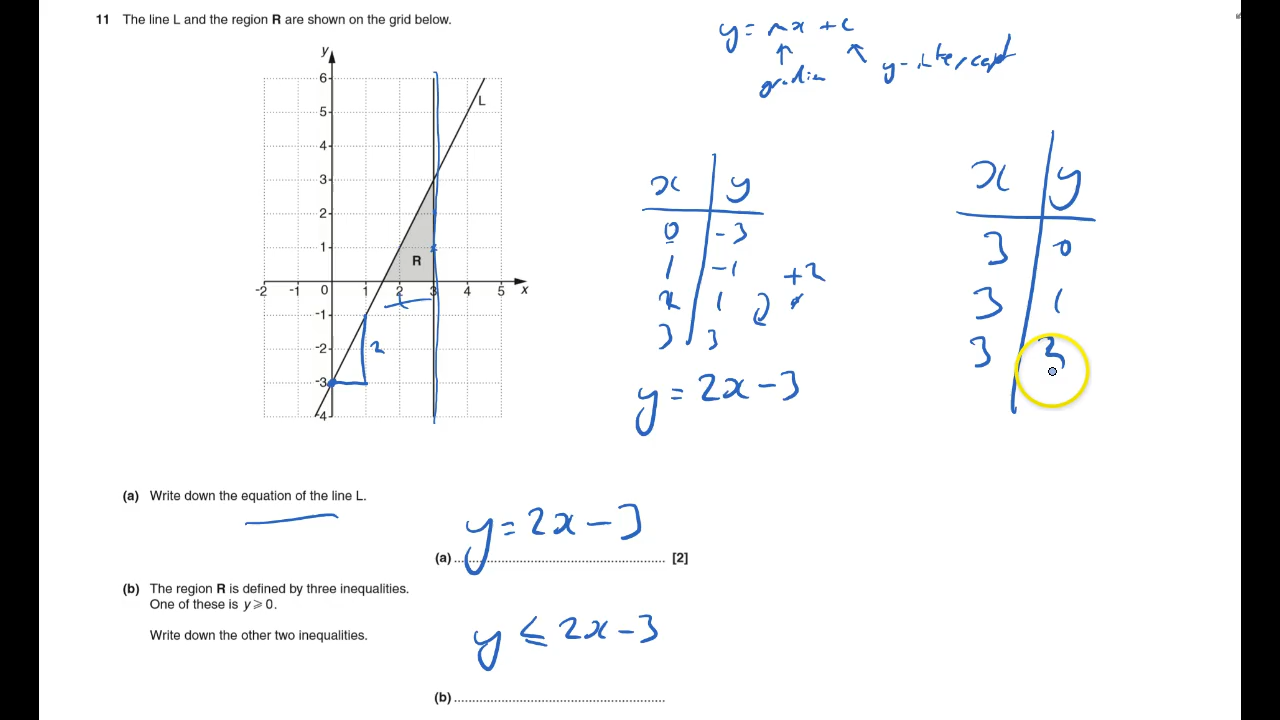 11 The line L and the region R are shown on the grid below.
y = mx + c
gradien
y-intercept
y
6
5
4
3
2
1
-2 -1 0 1 2 3 4 5 x
-1
-2
-3
-4
L
R
2
x y
0 -3
1 -1
2 1
3 3
+2
y = 2x - 3
x y
3 0
3 1
3 3
(a) Write down the equation of the line L.
y = 2x - 3
(a) ........................................................ [2]
(b) The region R is defined by three inequalities.
One of these is y ⩾ 0.
Write down the other two inequalities.
y ≤ 2x - 3
(b) ........................................................